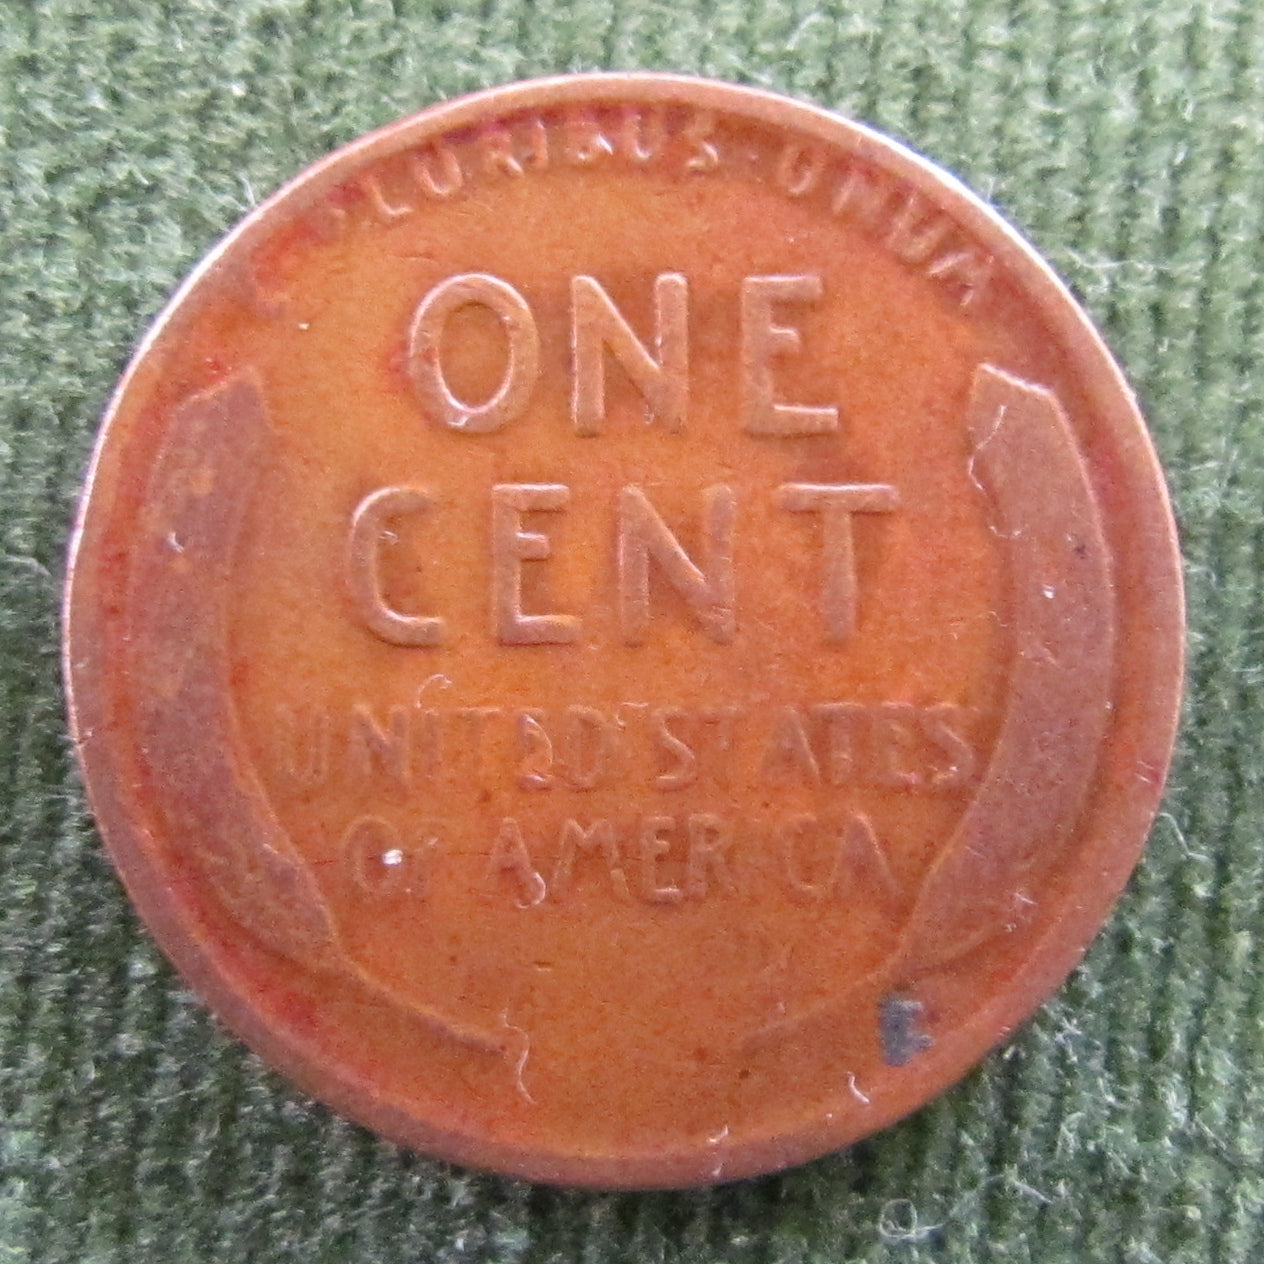 PLURIBUS · UNUM
ONE
CENT
UNITED STATES
OF AMERICA